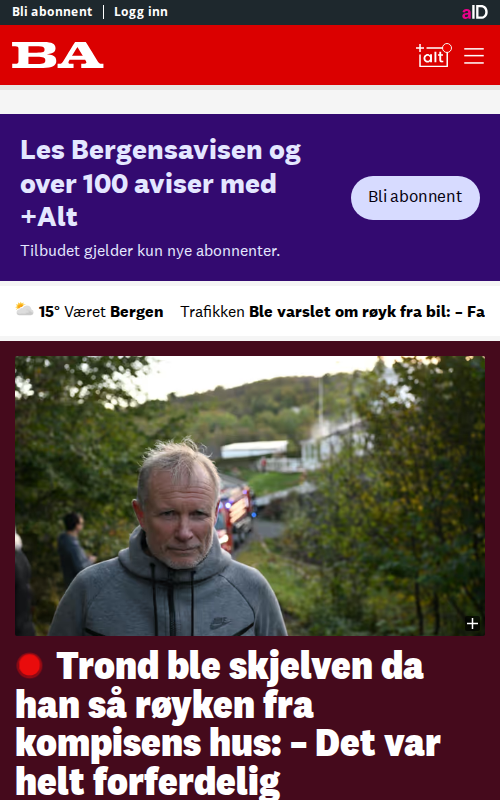 Bli abonnent | Logg inn
aID
BA
+alt
Les Bergensavisen og
over 100 aviser med
+Alt
Bli abonnent
Tilbudet gjelder kun nye abonnenter.
15° Været Bergen Trafikken Ble varslet om røyk fra bil: – Fa
Trond ble skjelven da
han så røyken fra
kompisens hus: – Det var
helt forferdelig